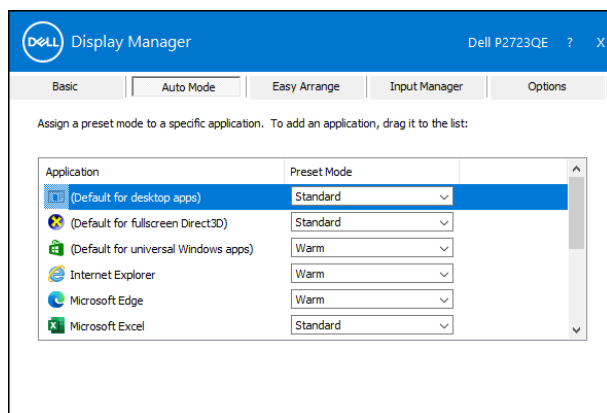 DELL Display Manager Dell P2723QE ? X
Basic Auto Mode Easy Arrange Input Manager Options
Assign a preset mode to a specific application. To add an application, drag it to the list:
Application Preset Mode
(Default for desktop apps) Standard
(Default for fullscreen Direct3D) Standard
(Default for universal Windows apps) Warm
Internet Explorer Warm
Microsoft Edge Warm
Microsoft Excel Standard